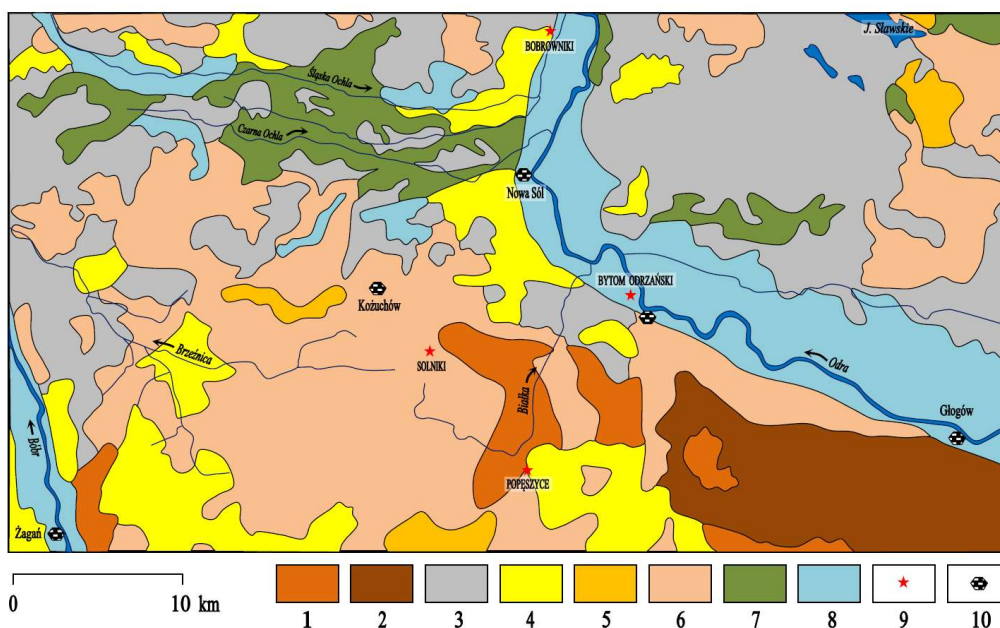 J. Sławskie
BOBROWNIKI
Śląska Ochla
Czarna Ochla
Nowa Sól
BYTOM ODRZAŃSKI
Kożuchów
Brzeźnica
SOLNIKI
Białka
Odra
Głogów
Bóbr
POPĘSZYCE
Żagań
0 10 km
1 2 3 4 5 6 7 8 9 10